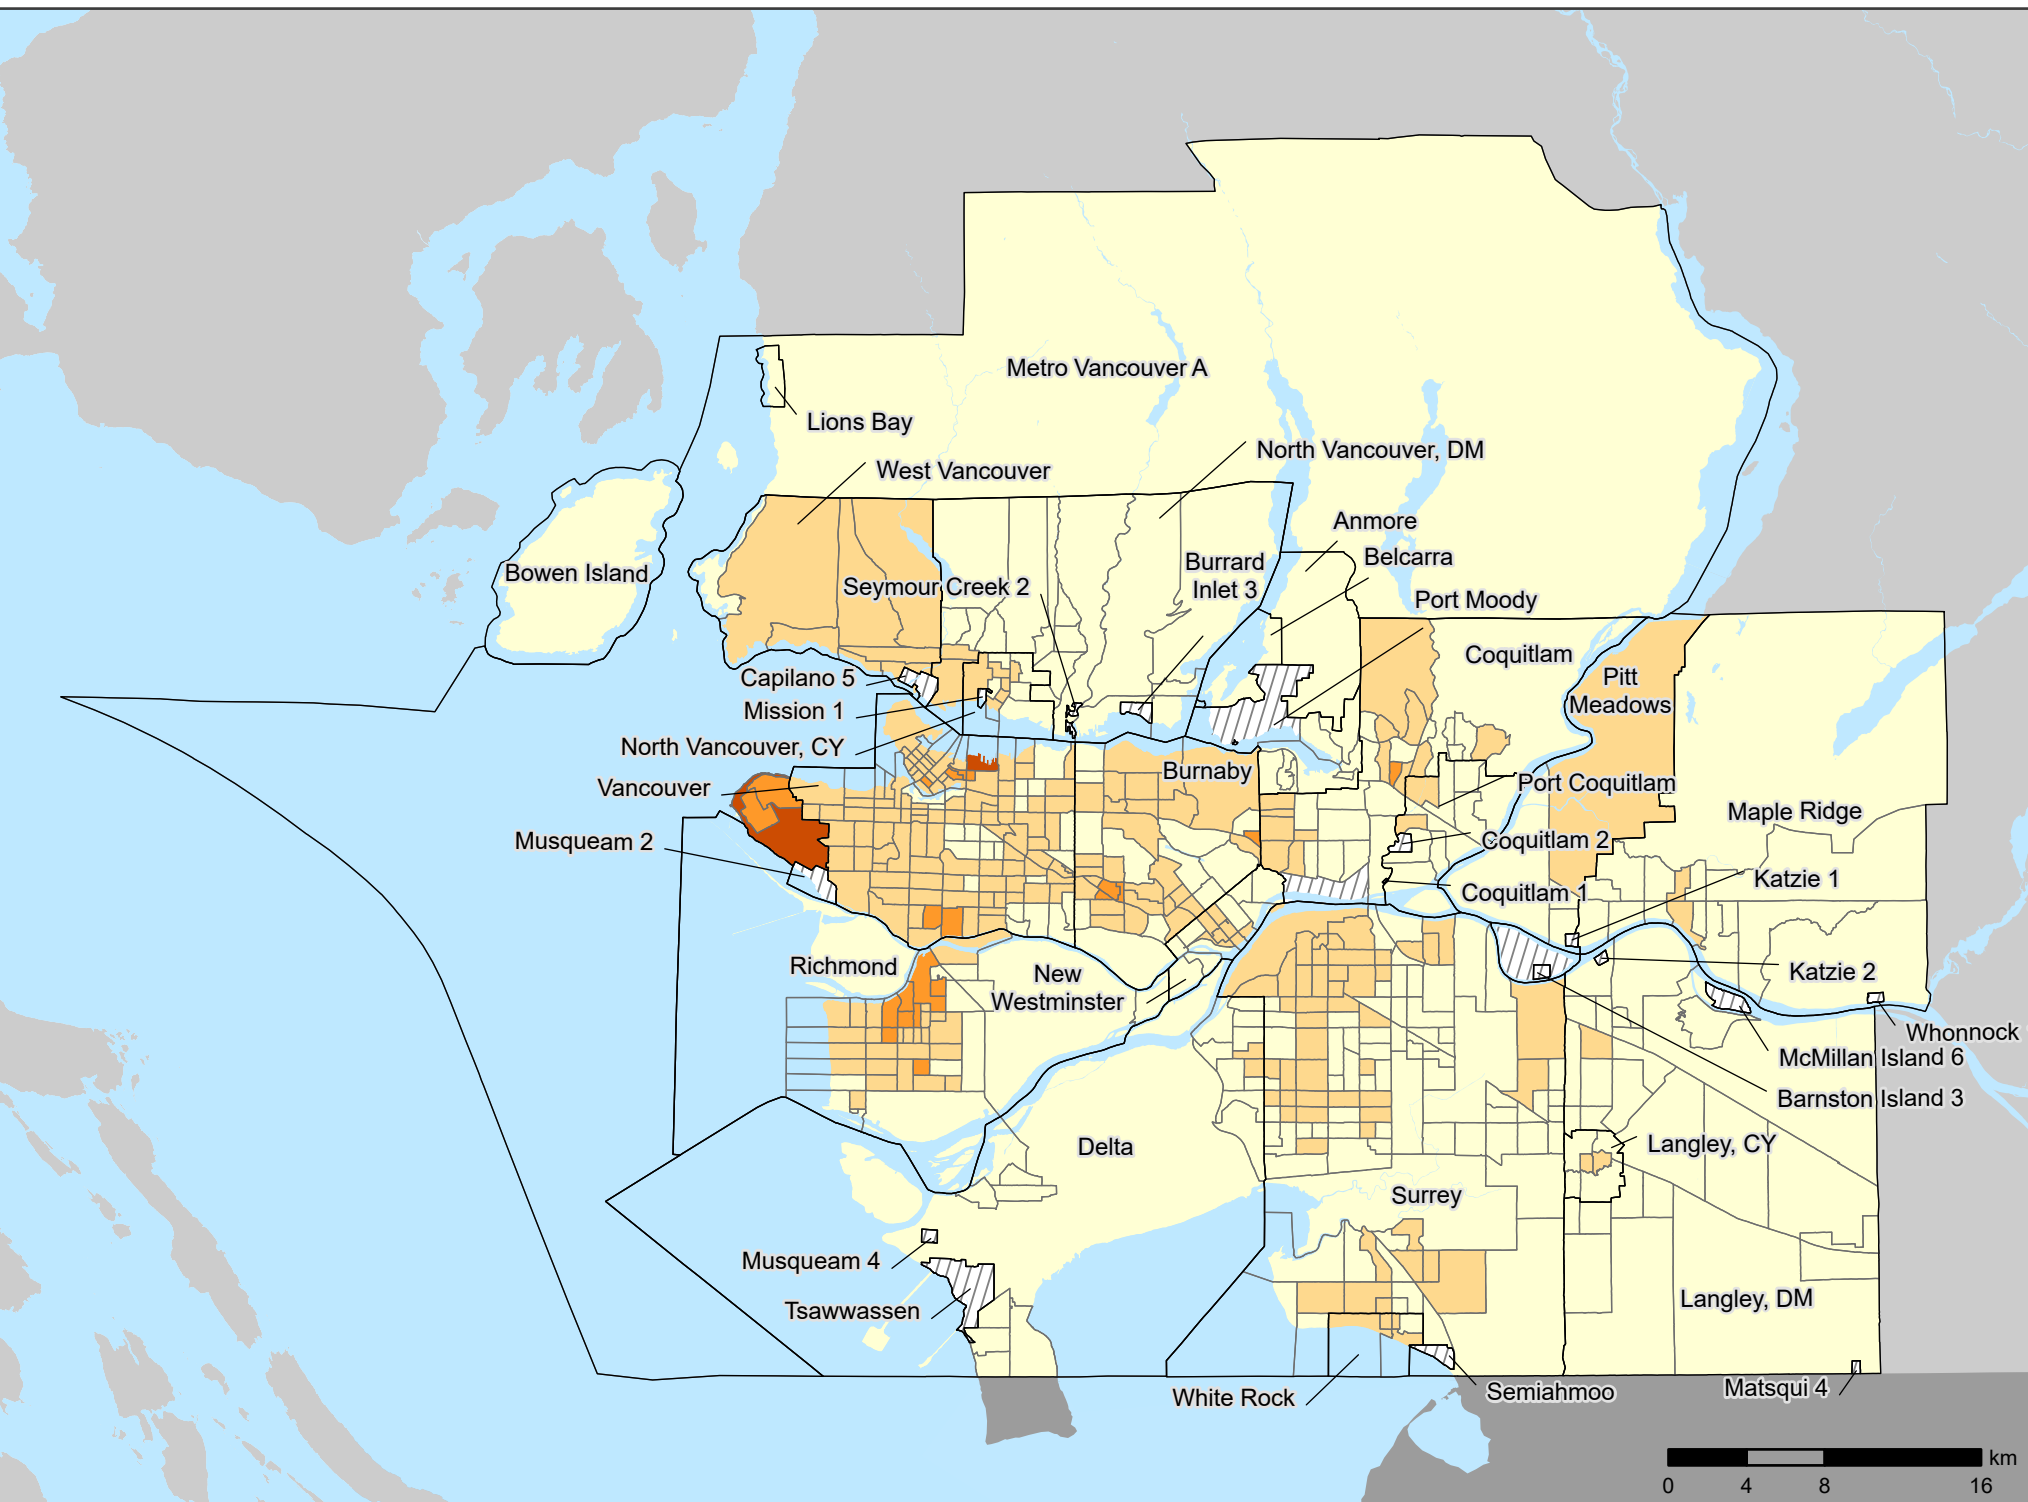 Metro Vancouver A
Lions Bay
North Vancouver, DM
West Vancouver
Anmore
Burrard
Inlet 3
Belcarra
Bowen Island
Seymour Creek 2
Port Moody
Coquitlam
Pitt
Meadows
Capilano 5
Mission 1
North Vancouver, CY
Vancouver
Burnaby
Port Coquitlam
Maple Ridge
Musqueam 2
Coquitlam 2
Katzie 1
Coquitlam 1
Richmond
New
Westminster
Katzie 2
Whonnock
McMillan Island 6
Barnston Island 3
Delta
Langley, CY
Surrey
Musqueam 4
Tsawwassen
Langley, DM
White Rock
Semiahmoo
Matsqui 4
km
0 4 8 16